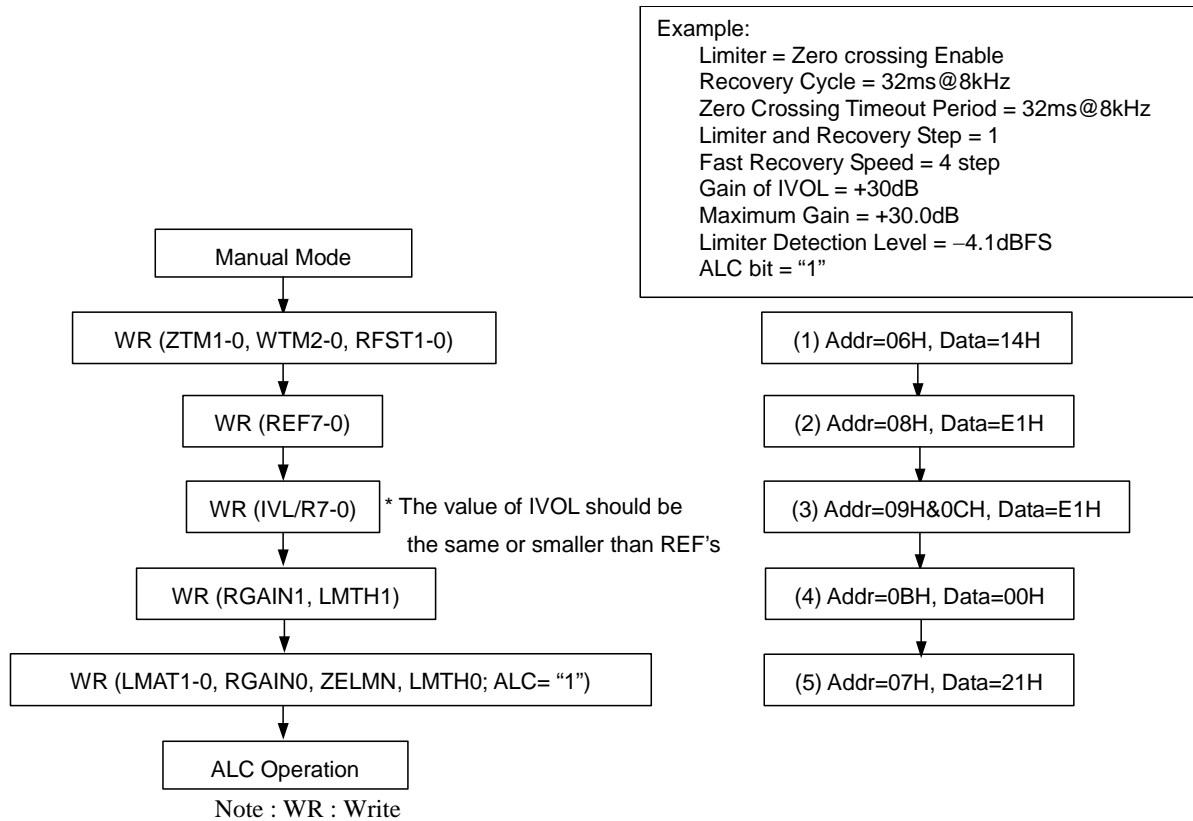 Example:
Limiter = Zero crossing Enable
Recovery Cycle = 32ms@8kHz
Zero Crossing Timeout Period = 32ms@8kHz
Limiter and Recovery Step = 1
Fast Recovery Speed = 4 step
Gain of IVOL = +30dB
Maximum Gain = +30.0dB
Limiter Detection Level = −4.1dBFS
ALC bit = “1”
Manual Mode
WR (ZTM1-0, WTM2-0, RFST1-0)
WR (REF7-0)
WR (IVL/R7-0)
* The value of IVOL should be
the same or smaller than REF’s
WR (RGAIN1, LMTH1)
WR (LMAT1-0, RGAIN0, ZELMN, LMTH0; ALC= “1”)
ALC Operation
Note : WR : Write
(1) Addr=06H, Data=14H
(2) Addr=08H, Data=E1H
(3) Addr=09H&0CH, Data=E1H
(4) Addr=0BH, Data=00H
(5) Addr=07H, Data=21H